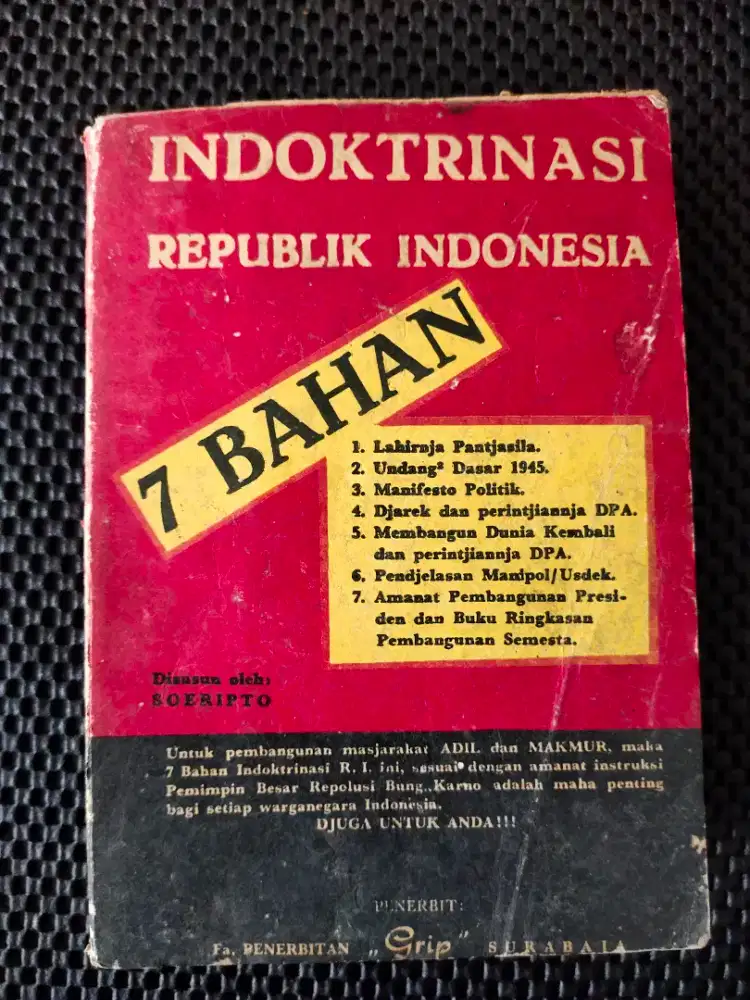 INDOKTRINASI
REPUBLIK INDONESIA
7 BAHAN
1. Lahirnja Pantjasila.
2. Undang² Dasar 1945.
3. Manifesto Politik.
4. Djarek dan perintjiannja DPA.
5. Membangun Dunia Kembali
dan perintjiannja DPA.
6. Pendjelasan Manipol/Usdek.
7. Amanat Pembangunan Presi-
den dan Buku Ringkasan
Pembangunan Semesta.
Disusun oleh:
SOERIPTO
Untuk pembangunan masjarakat ADIL dan MAKMUR, maka
7 Bahan Indoktrinasi R. I. ini, sesuai dengan amanat instruksi
Pemimpin Besar Repolusi Bung Karno adalah maha penting
bagi setiap warganegara Indonesia.
DJUGA UNTUK ANDA!!!
PENERBIT:
Fa. PENERBITAN „Grip" SURABAJA